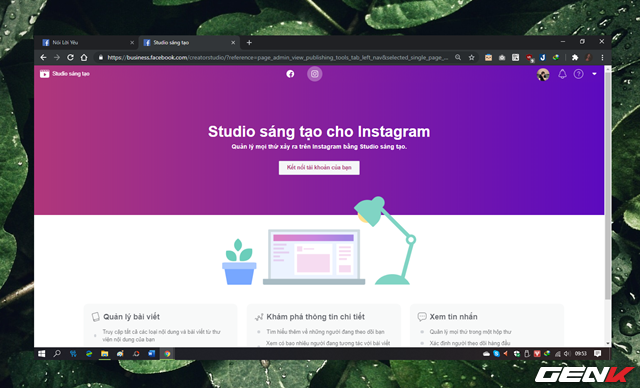 Nói Lời Yêu
Studio sáng tạo
https://business.facebook.com/creatorstudio/?reference=page_admin_view_publishing_tools_tab_left_nav&selected_single_page_...
Studio sáng tạo
Studio sáng tạo cho Instagram
Quản lý mọi thứ xảy ra trên Instagram bằng Studio sáng tạo.
Kết nối tài khoản của bạn
Quản lý bài viết
Truy cập tất cả các loại nội dung và bài viết từ thư
viện nội dung của bạn
Khám phá thông tin chi tiết
Tìm hiểu thêm về những người đang theo dõi bạn
Xem có bao nhiêu người đang tương tác với bài viết
Xem tin nhắn
Quản lý mọi thứ trong một hộp thư
Xác định người theo dõi hàng đầu
09:53
GENK